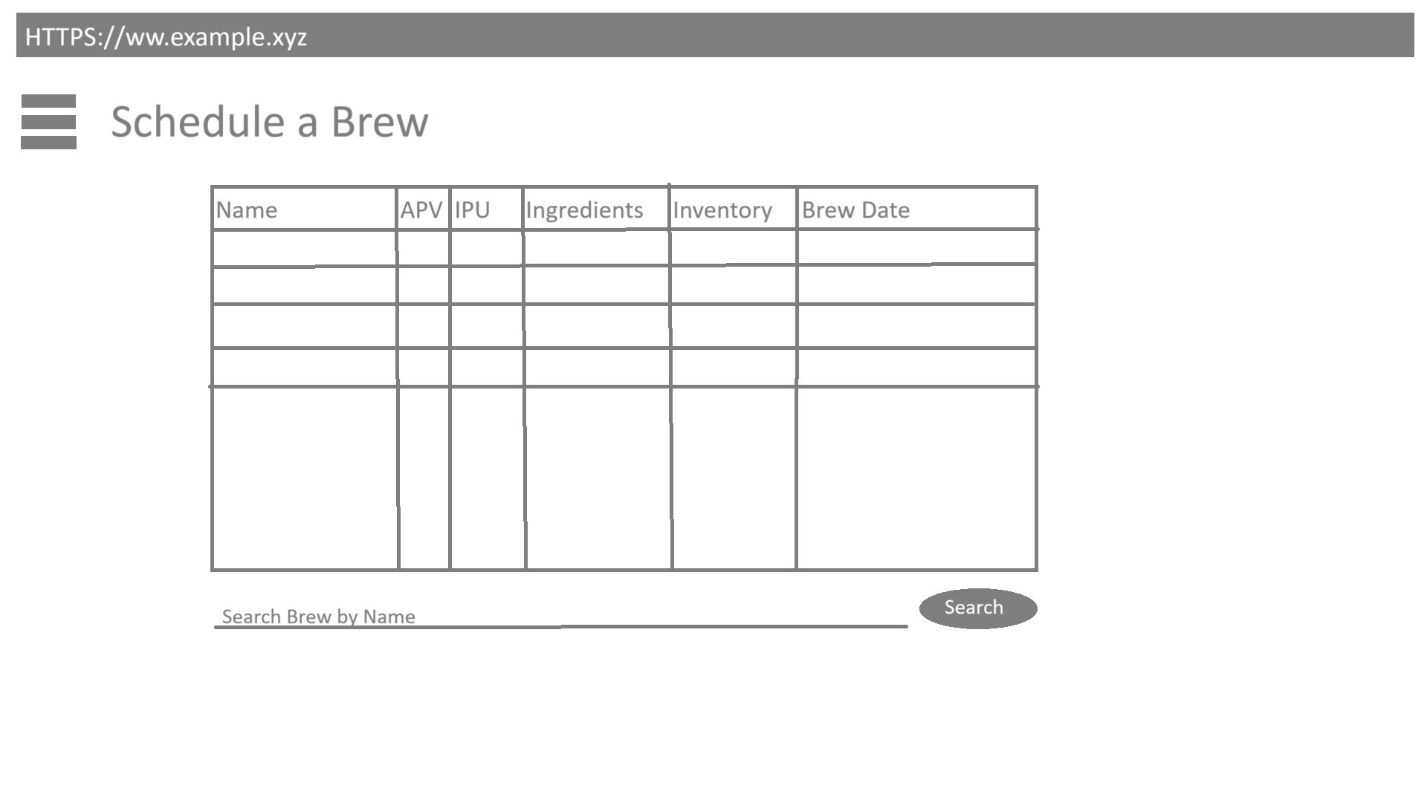 HTTPS://ww.example.xyz
Schedule a Brew
Name APV IPU Ingredients Inventory Brew Date
Search Brew by Name
Search